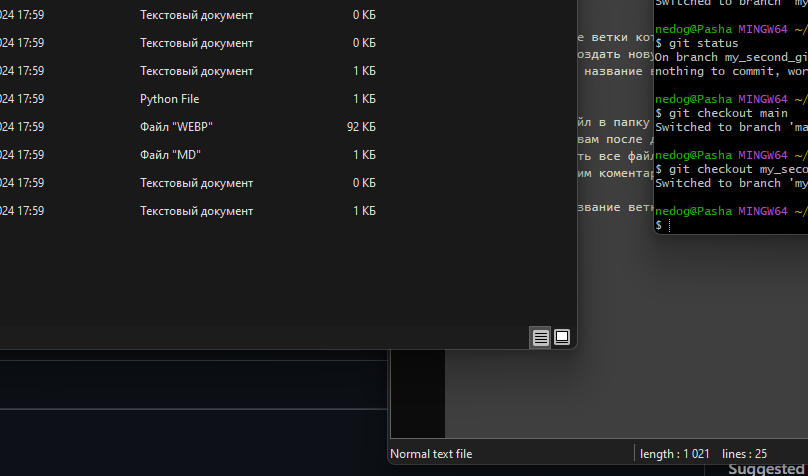 024 17:59 Текстовый документ 0 КБ
024 17:59 Текстовый документ 0 КБ
024 17:59 Текстовый документ 1 КБ
024 17:59 Python File 1 КБ
024 17:59 Файл "WEBP" 92 КБ
024 17:59 Файл "MD" 1 КБ
024 17:59 Текстовый документ 0 КБ
024 17:59 Текстовый документ 1 КБ
е ветки кот
оздать нову
название в
йл в папку
вам после д
ть все файл
им коментар
звание ветк
Switched to branch 'my
nedog@Pasha MINGW64 ~/
$ git status
On branch my_second_gi
nothing to commit, wor
nedog@Pasha MINGW64 ~/
$ git checkout main
Switched to branch 'ma
nedog@Pasha MINGW64 ~/
$ git checkout my_seco
Switched to branch 'my
nedog@Pasha MINGW64 ~/
$
Normal text file length : 1 021 lines : 25
Suggested